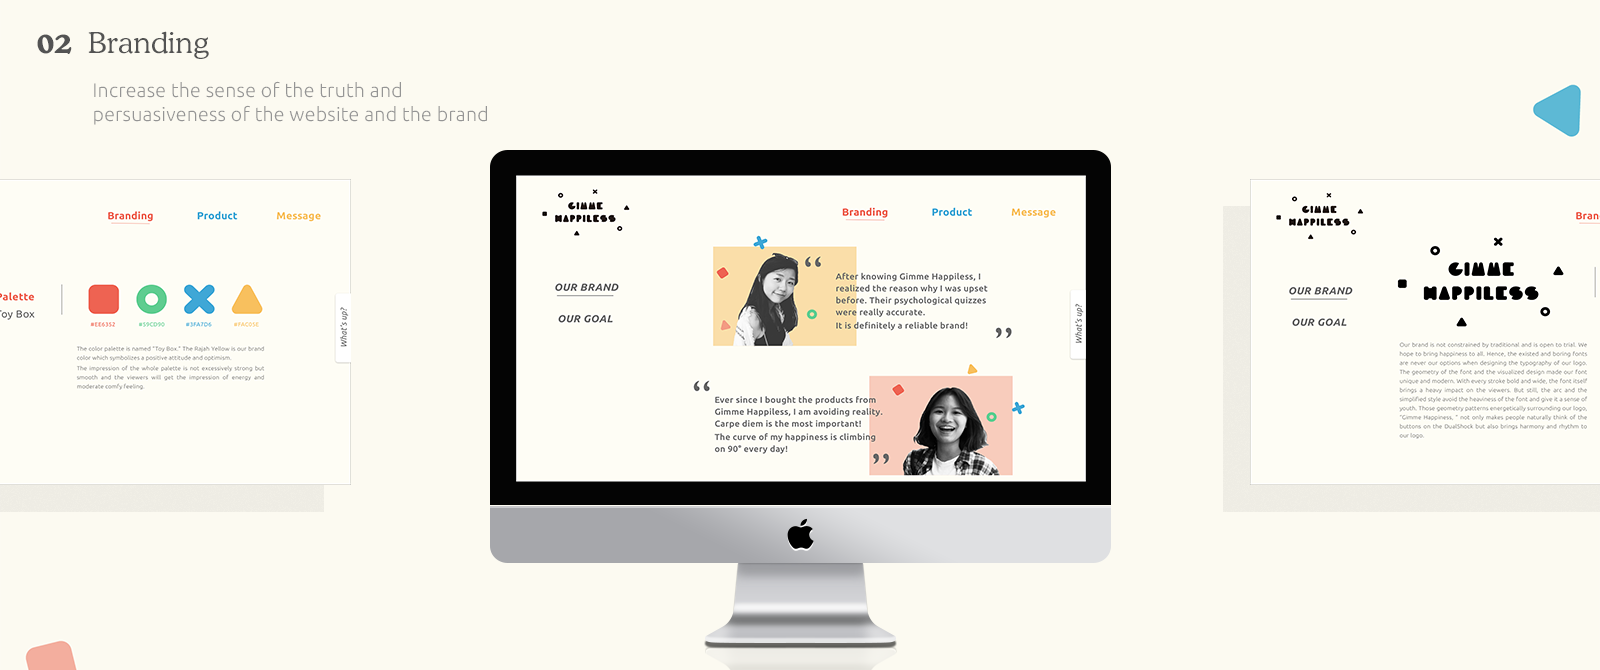 02 Branding
Increase the sense of the truth and
persuasiveness of the website and the brand
Branding Product Message
Palette
Toy Box
#EE6352
#59CD90
#3FA7D6
#FAC05E
The color palette is named "Toy Box." The Rajah Yellow is our brand
color which symbolizes a positive attitude and optimism.
The impression of the whole palette is not excessively strong but
smooth and the viewers will get the impression of energy and
moderate comfy feeling.
What's up?
GIMME
HAPPILESS
Branding Product Message
OUR BRAND
OUR GOAL
“
After knowing Gimme Happiless, I
realized the reason why I was upset
before. Their psychological quizzes
were really accurate.
It is definitely a reliable brand!
”
“
Ever since I bought the products from
Gimme Happiless, I am avoiding reality.
Carpe diem is the most important!
The curve of my happiness is climbing
on 90° every day!
”
What's up?
GIMME
HAPPILESS
Bran
OUR BRAND
OUR GOAL
GIMME
HAPPILESS
Our brand is not constrained by traditional and is open to trial. We
hope to bring happiness to all. Hence, the existed and boring fonts
are never our options when designing the typography of our logo.
The geometry of the font and the visualized design made our font
unique and modern. With every stroke bold and wide, the font itself
brings a heavy impact on the viewers. But still, the arc and the
simplified style avoid the heaviness of the font and give it a sense of
youth. Those geometry patterns energetically surrounding our logo,
"Gimme Happiness, " not only makes people naturally think of the
buttons on the DualShock but also brings harmony and rhythm to
our logo.